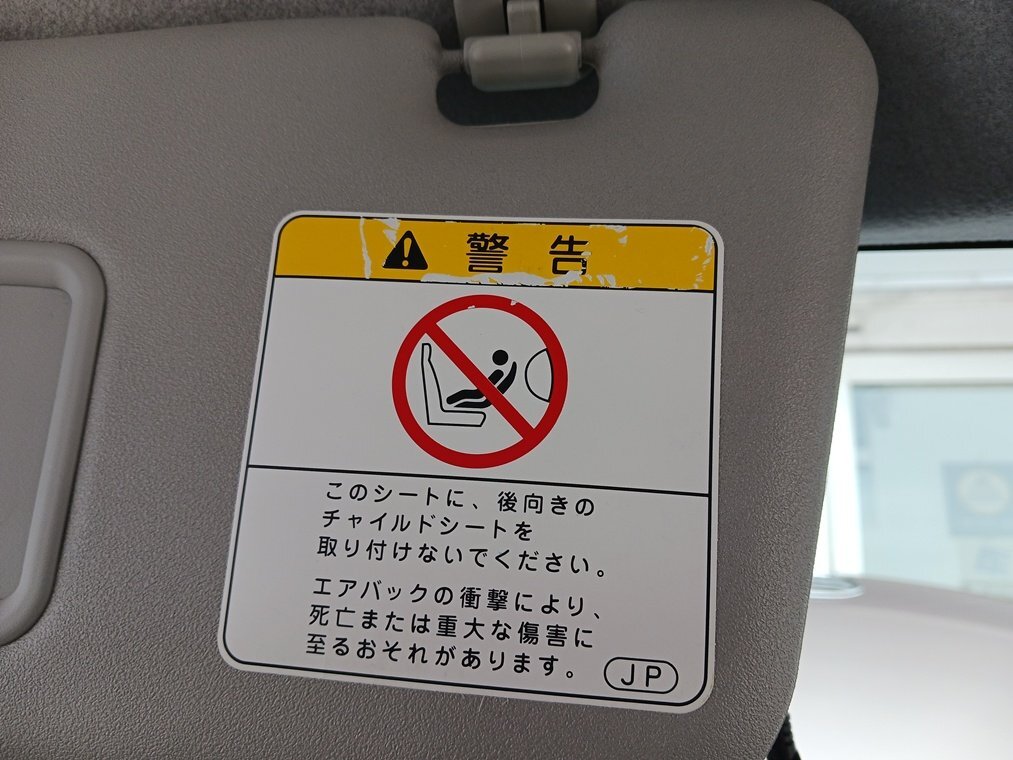 警告
このシートに、後向きの
チャイルドシートを
取り付けないでください。
エアバックの衝撃により、
死亡または重大な傷害に
至るおそれがあります。
JP